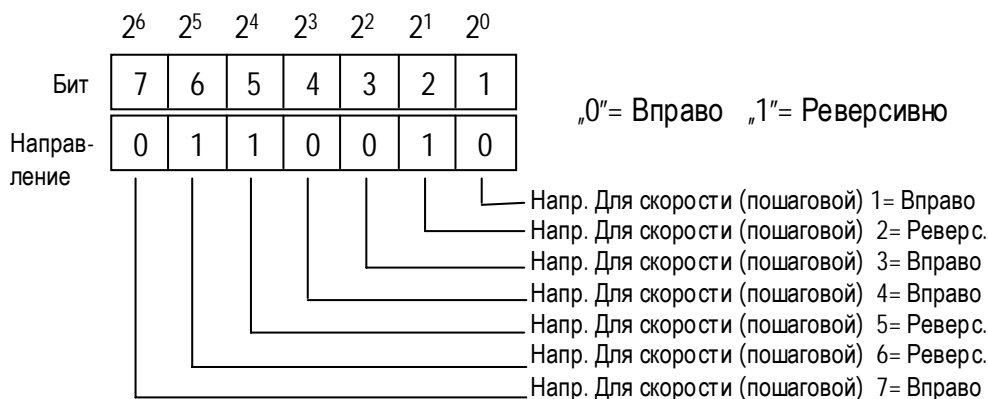 2⁶ 2⁵ 2⁴ 2³ 2² 2¹ 2⁰
Бит 7 6 5 4 3 2 1
„0"= Вправо „1"= Реверсивно
Направ-
ление
0 1 1 0 0 1 0
Напр. Для скорости (пошаговой) 1= Вправо
Напр. Для скорости (пошаговой) 2= Реверс.
Напр. Для скорости (пошаговой) 3= Вправо
Напр. Для скорости (пошаговой) 4= Вправо
Напр. Для скорости (пошаговой) 5= Реверс.
Напр. Для скорости (пошаговой) 6= Реверс.
Напр. Для скорости (пошаговой) 7= Вправо